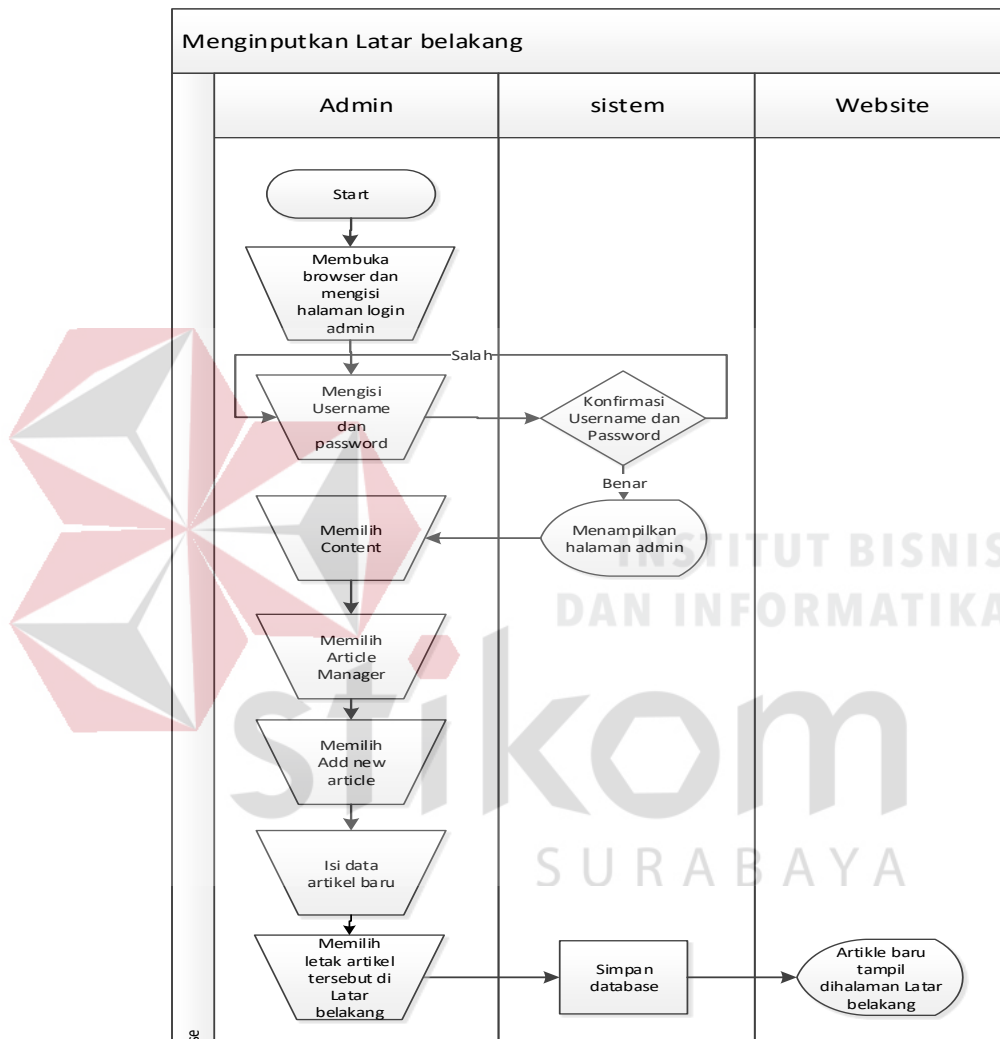 Menginputkan Latar belakang
Admin
sistem
Website
Start
Membuka
browser dan
mengisi
halaman login
admin
Salah
Mengisi
Username
dan
password
Konfirmasi
Username dan
Password
Benar
Menampilkan
halaman admin
Memilih
Content
INSTITUT BISNIS
DAN INFORMATIKA
Memilih
Article
Manager
stikom
SURABAYA
Memilih
Add new
article
Isi data
artikel baru
Memilih
letak artikel
tersebut di
Latar
belakang
Simpan
database
Artikle baru
tampil
dihalaman Latar
belakang
se